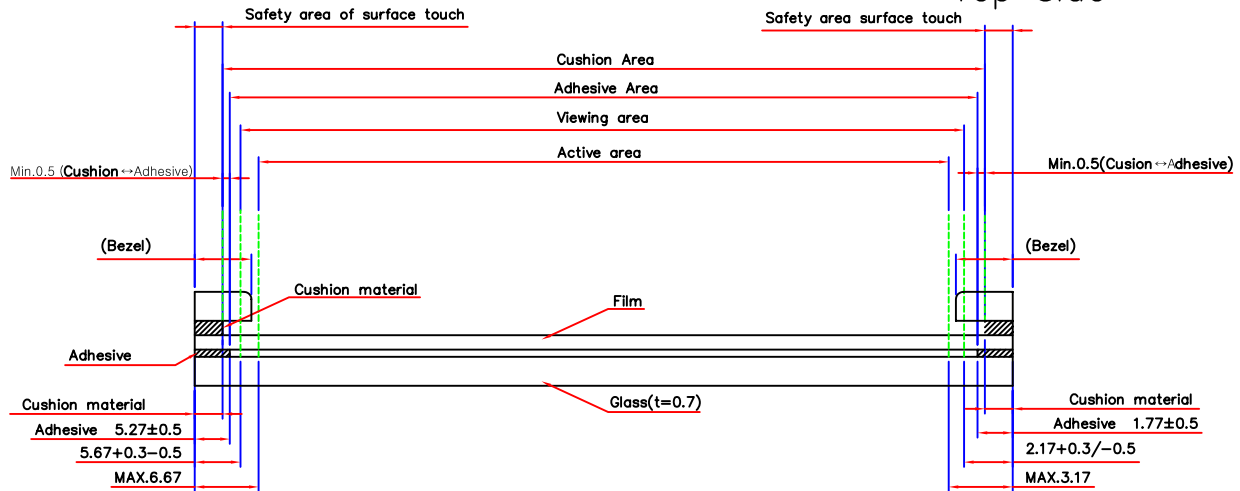 Safety area of surface touch
Safety area surface touch
Cushion Area
Adhesive Area
Viewing area
Active area
Min.0.5 (Cushion↔Adhesive)
Min.0.5(Cusion↔Adhesive)
(Bezel)
(Bezel)
Cushion material
Film
Adhesive
Glass(t=0.7)
Cushion material
Cushion material
Adhesive 5.27±0.5
Adhesive 1.77±0.5
5.67+0.3-0.5
2.17+0.3/-0.5
MAX.6.67
MAX.3.17